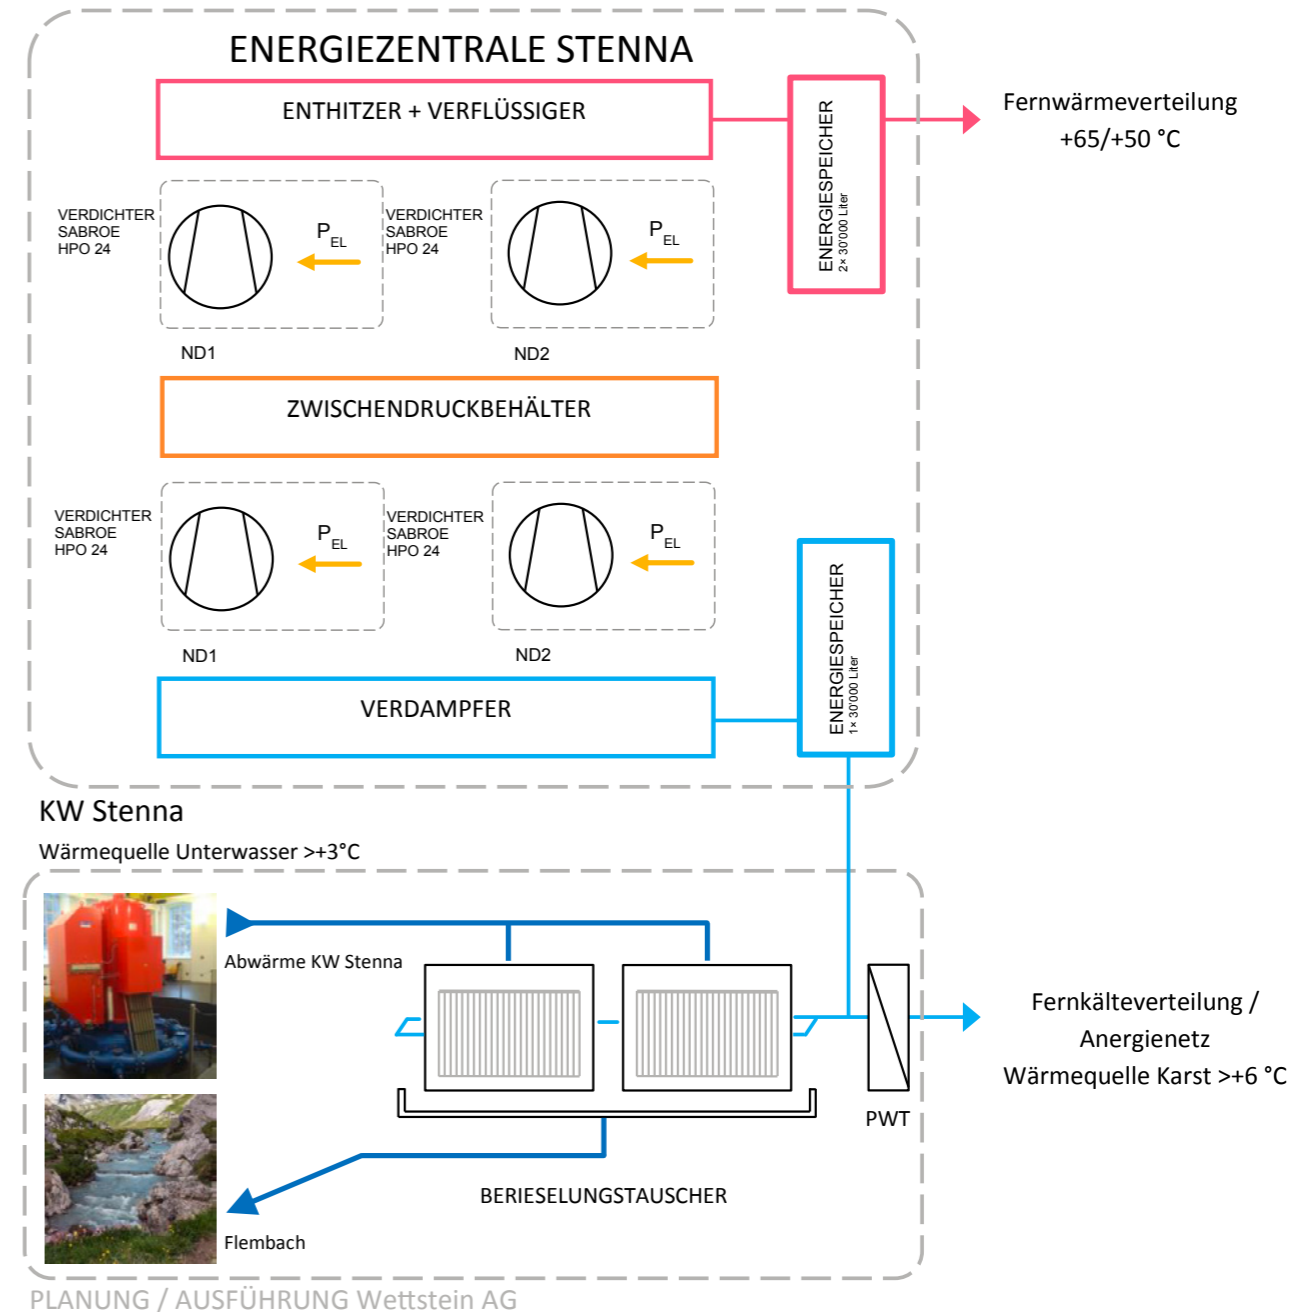 ENERGIEZENTRALE STENNA
ENTHITZER + VERFLÜSSIGER
ENERGIESPEICHER
2× 30'000 Liter
Fernwärmeverteilung
+65/+50 °C
VERDICHTER
SABROE
HPO 24
P EL
VERDICHTER
SABROE
HPO 24
P EL
ND1
ND2
ZWISCHENDRUCKBEHÄLTER
VERDICHTER
SABROE
HPO 24
P EL
VERDICHTER
SABROE
HPO 24
P EL
ND1
ND2
VERDAMPFER
ENERGIESPEICHER
1× 30'000 Liter
KW Stenna
Wärmequelle Unterwasser >+3°C
Abwärme KW Stenna
Fernkälteverteilung /
Anergienetz
Wärmequelle Karst >+6 °C
PWT
BERIESELUNGSTAUSCHER
Flembach
PLANUNG / AUSFÜHRUNG Wettstein AG